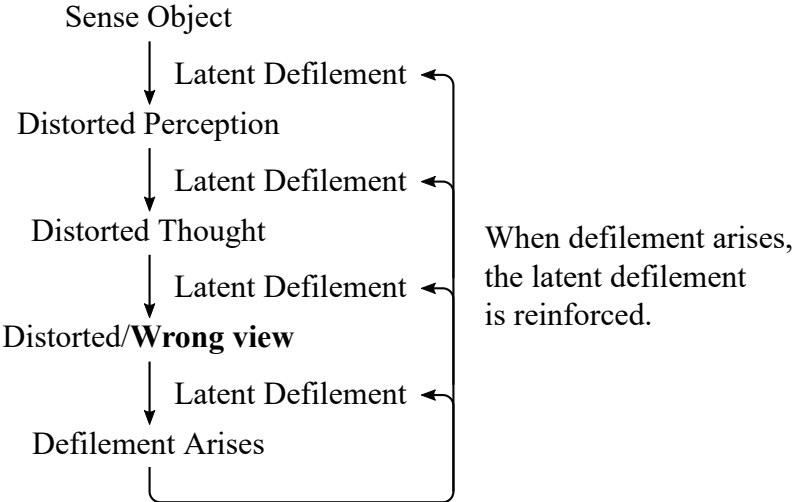 Sense Object
Latent Defilement
Distorted Perception
Latent Defilement
Distorted Thought
Latent Defilement
Distorted/Wrong view
Latent Defilement
Defilement Arises
When defilement arises,
the latent defilement
is reinforced.